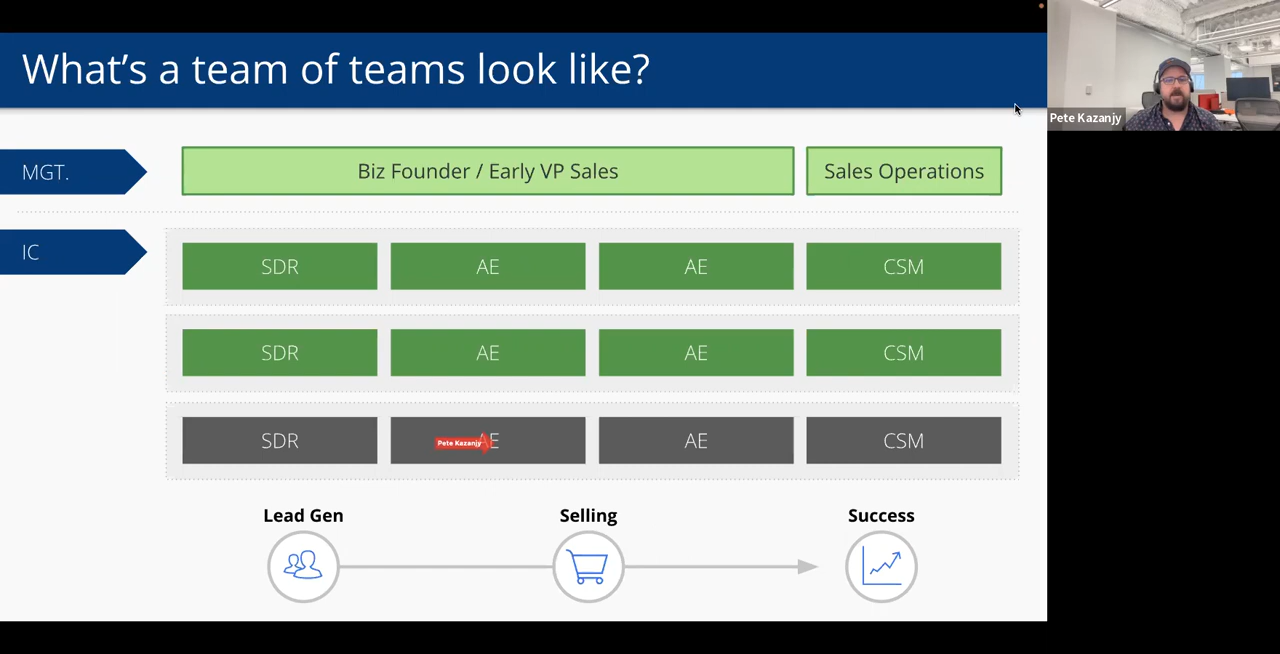 What's a team of teams look like?
Pete Kazanjy
MGT.
Biz Founder / Early VP Sales
Sales Operations
IC
SDR
AE
AE
CSM
SDR
AE
AE
CSM
SDR
Pete Kazanjy
AE
AE
CSM
Lead Gen
Selling
Success